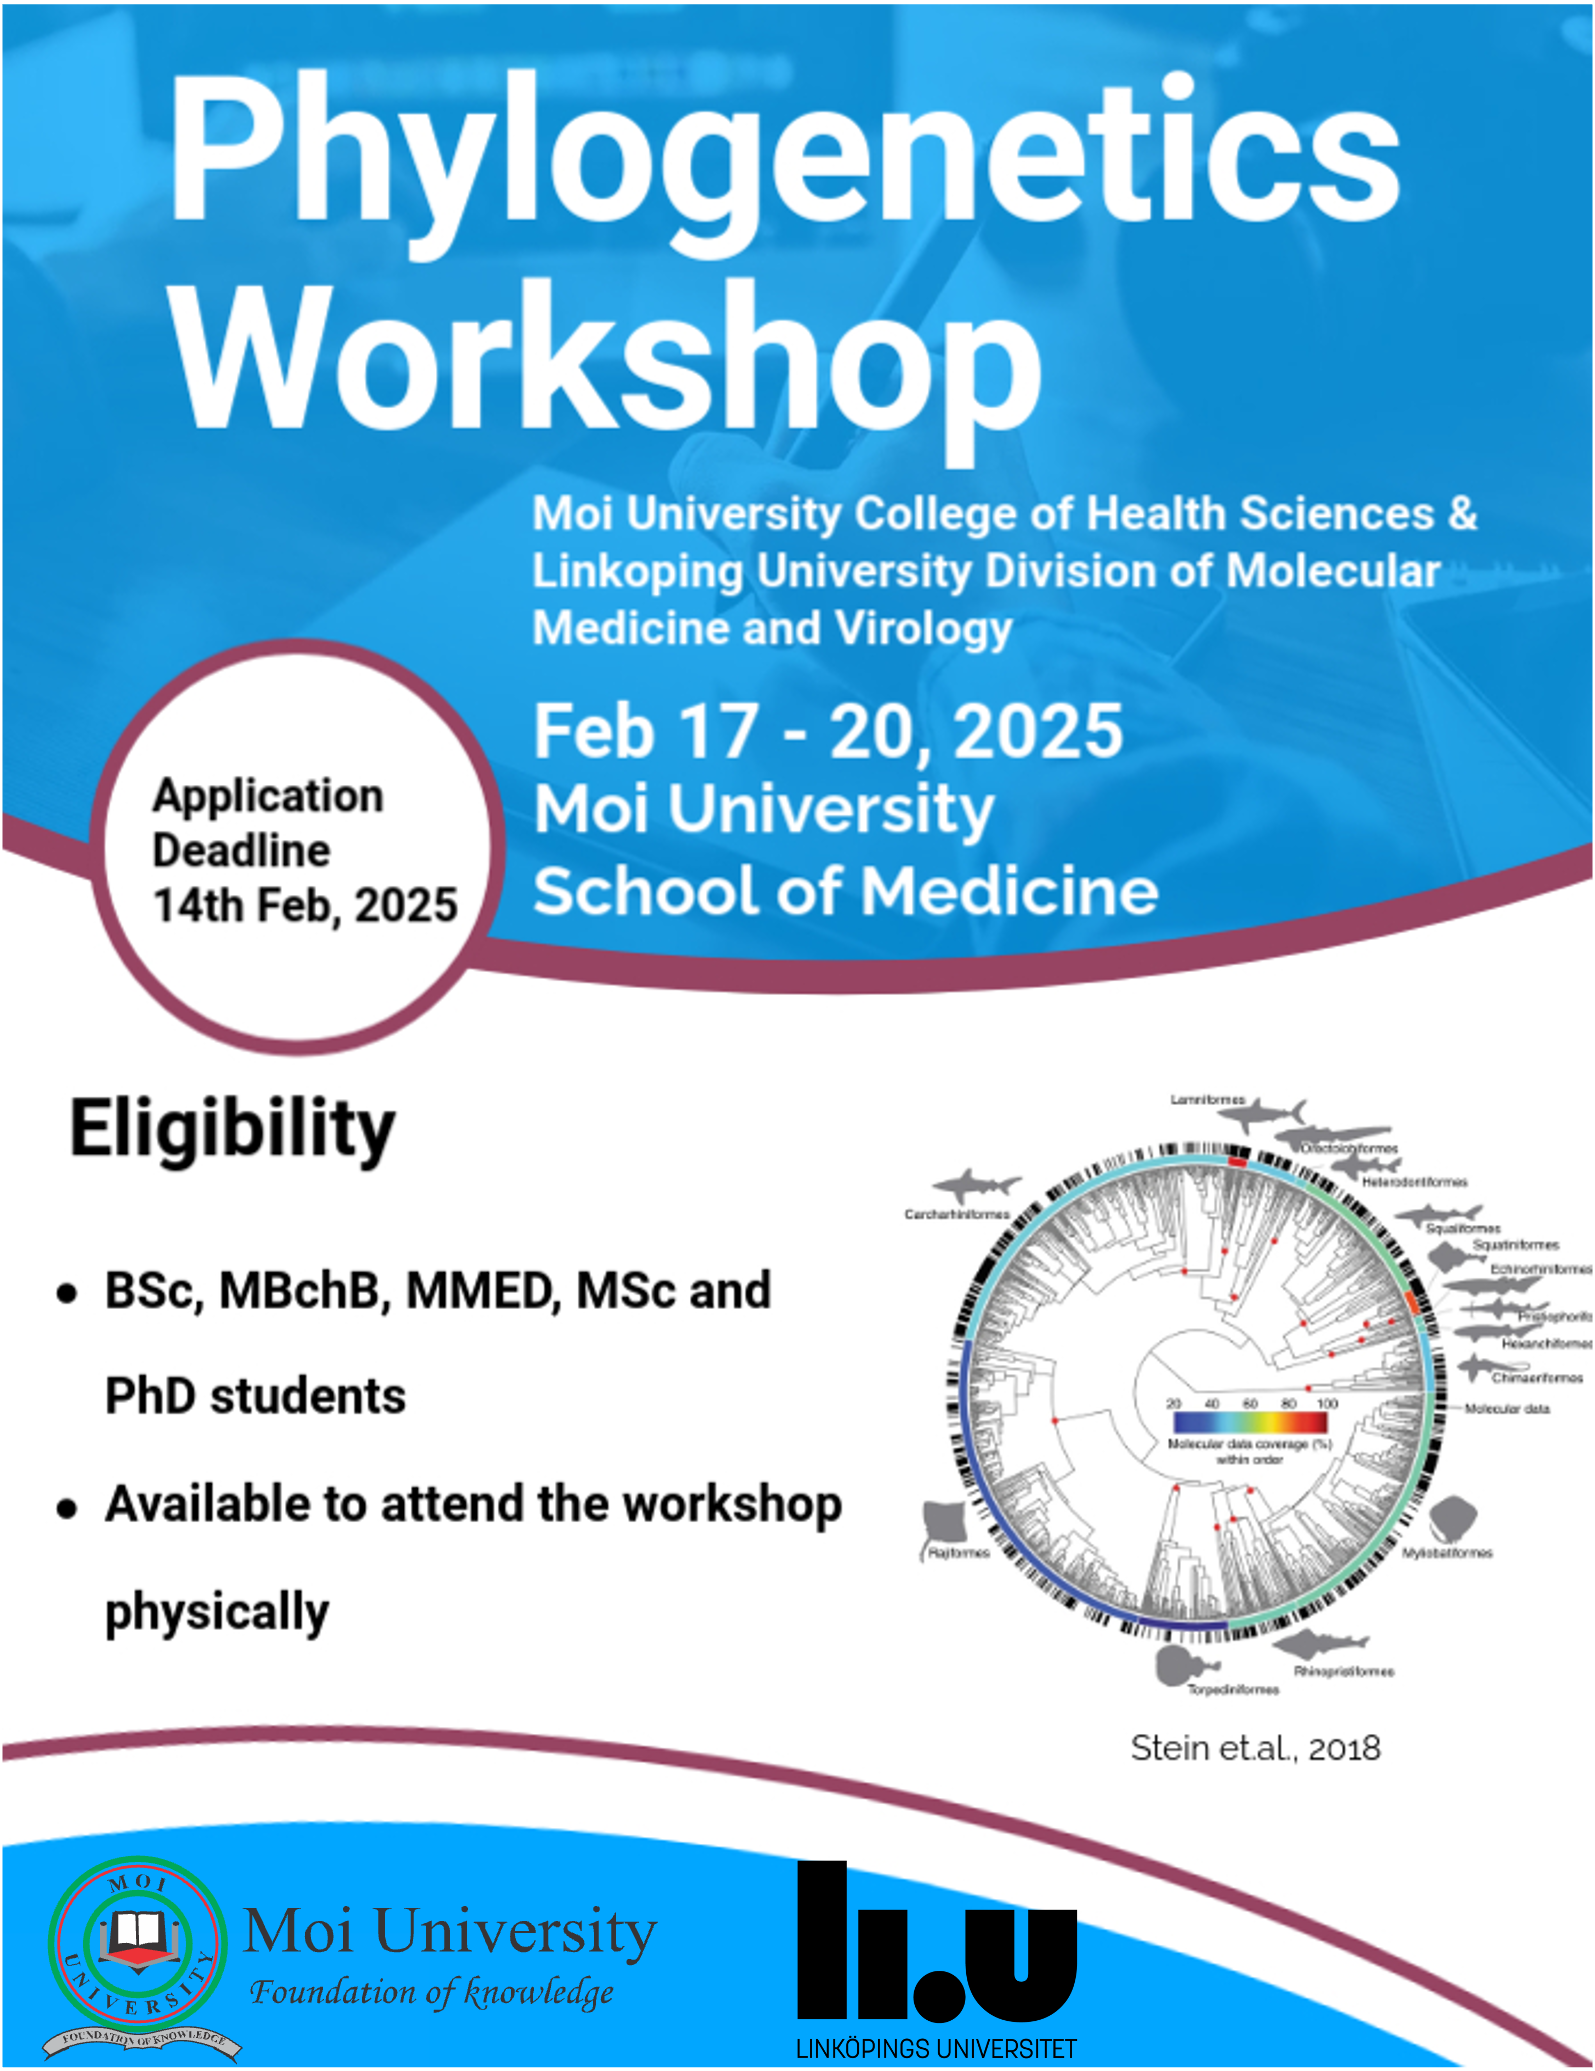 Phylogenetics
Workshop
Moi University College of Health Sciences &
Linkoping University Division of Molecular
Medicine and Virology
Feb 17 - 20, 2025
Moi University
School of Medicine
Application
Deadline
14th Feb, 2025
Eligibility
• BSc, MBchB, MMED, MSc and
PhD students
• Available to attend the workshop
physically
Lamniformes
Orectolobiformes
Heterodontiformes
Carcharhiniformes
Squaliformes
Squatiniformes
Echinorhiniformes
Pristiophorifo
Hexanchiformes
Chimaeriformes
Molecular data
20 40 60 80 100
Molecular data coverage (%)
within order
Rajiformes
Myliobatiformes
Rhinopristiformes
Torpediniformes
Stein et.al., 2018
MOI
UNIVERSITY
FOUNDATION OF KNOWLEDGE
Moi University
Foundation of knowledge
li.u
LINKÖPINGS UNIVERSITET